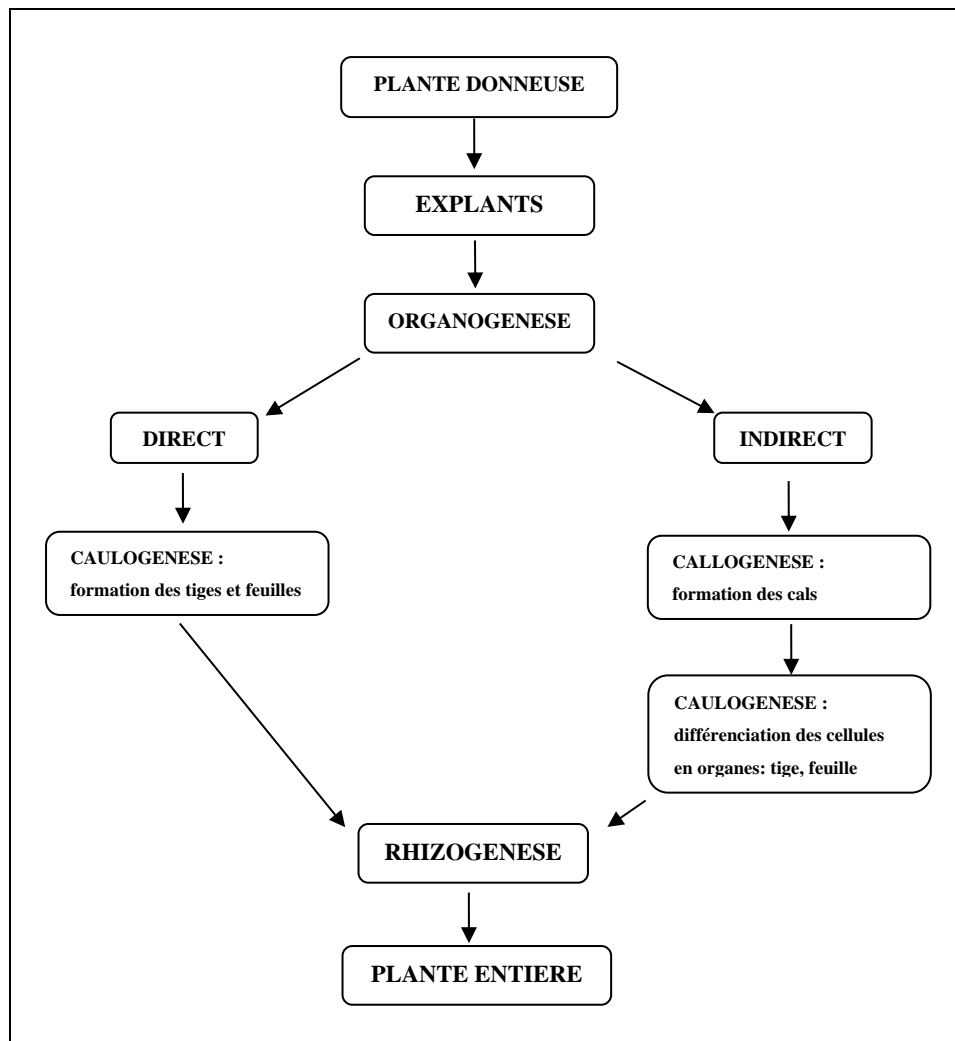 PLANTE DONNEUSE
EXPLANTS
ORGANOGENESE
DIRECT
INDIRECT
CAULOGENESE :
formation des tiges et feuilles
CALLOGENESE :
formation des cals
CAULOGENESE :
différenciation des cellules
en organes: tige, feuille
RHIZOGENESE
PLANTE ENTIERE